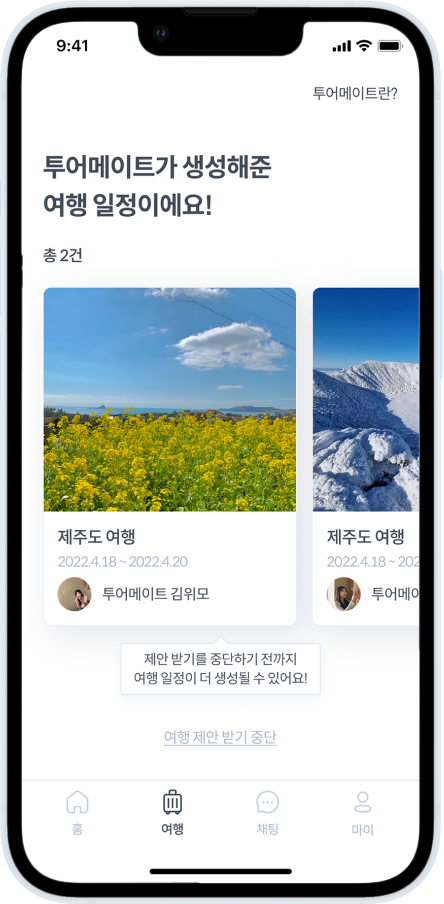 9:41
투어메이트란?
투어메이트가 생성해준
여행 일정이에요!
총 2건
제주도 여행
2022.4.18 ~ 2022.4.20
투어메이트 김위모
제주도 여행
2022.4.18 ~ 202
투어메이
제안 받기를 중단하기 전까지
여행 일정이 더 생성될 수 있어요!
여행 제안 받기 중단
홈
여행
채팅
마이